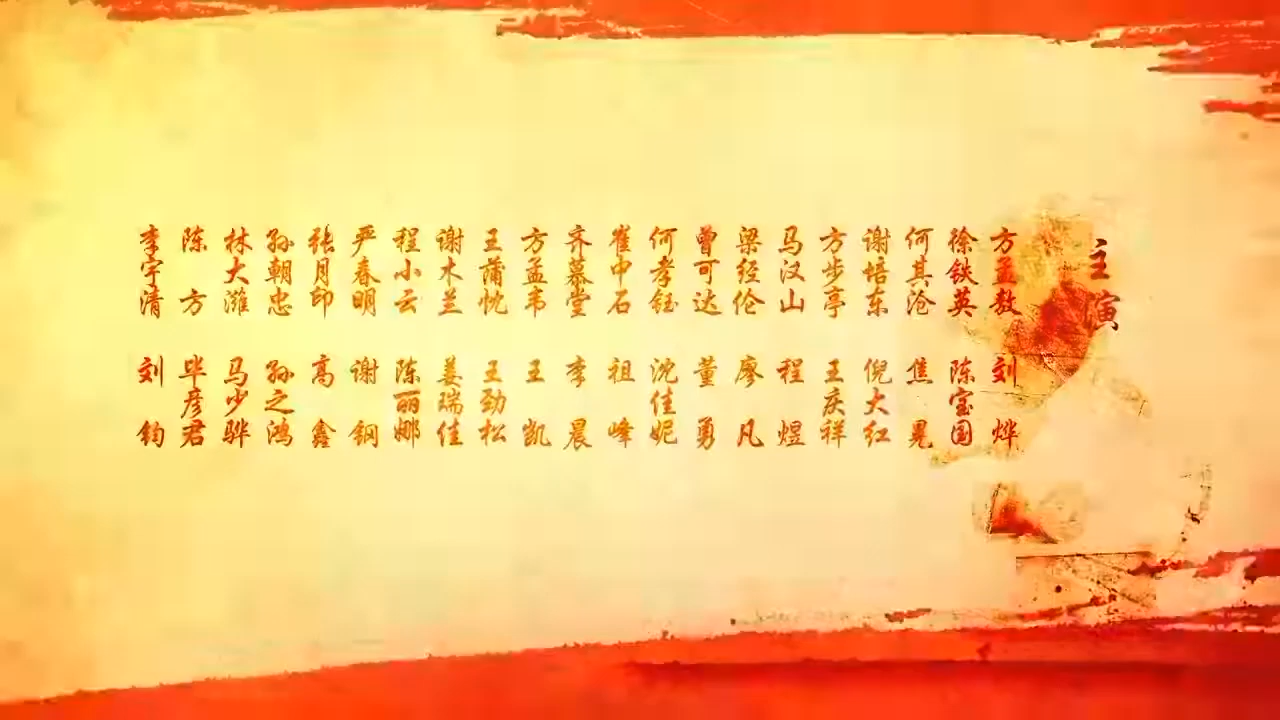 主演
方孟敖 刘烨
徐铁英 陈宝国
何其沧 焦晃
谢培东 倪大红
方步亭 王庆祥
马汉山 程煜
梁经伦 廖凡
曾可达 董勇
何孝钰 沈佳妮
崔中石 祖峰
齐慕堂 李晨
方孟韦 王凯
王蒲忱 王劲松
谢木兰 姜瑞佳
程小云 陈丽娜
严春明 谢钢
张月印 高鑫
孙朝忠 孙之鸿
林大潍 马少骅
陈方 毕彦君
李宇清 刘钧